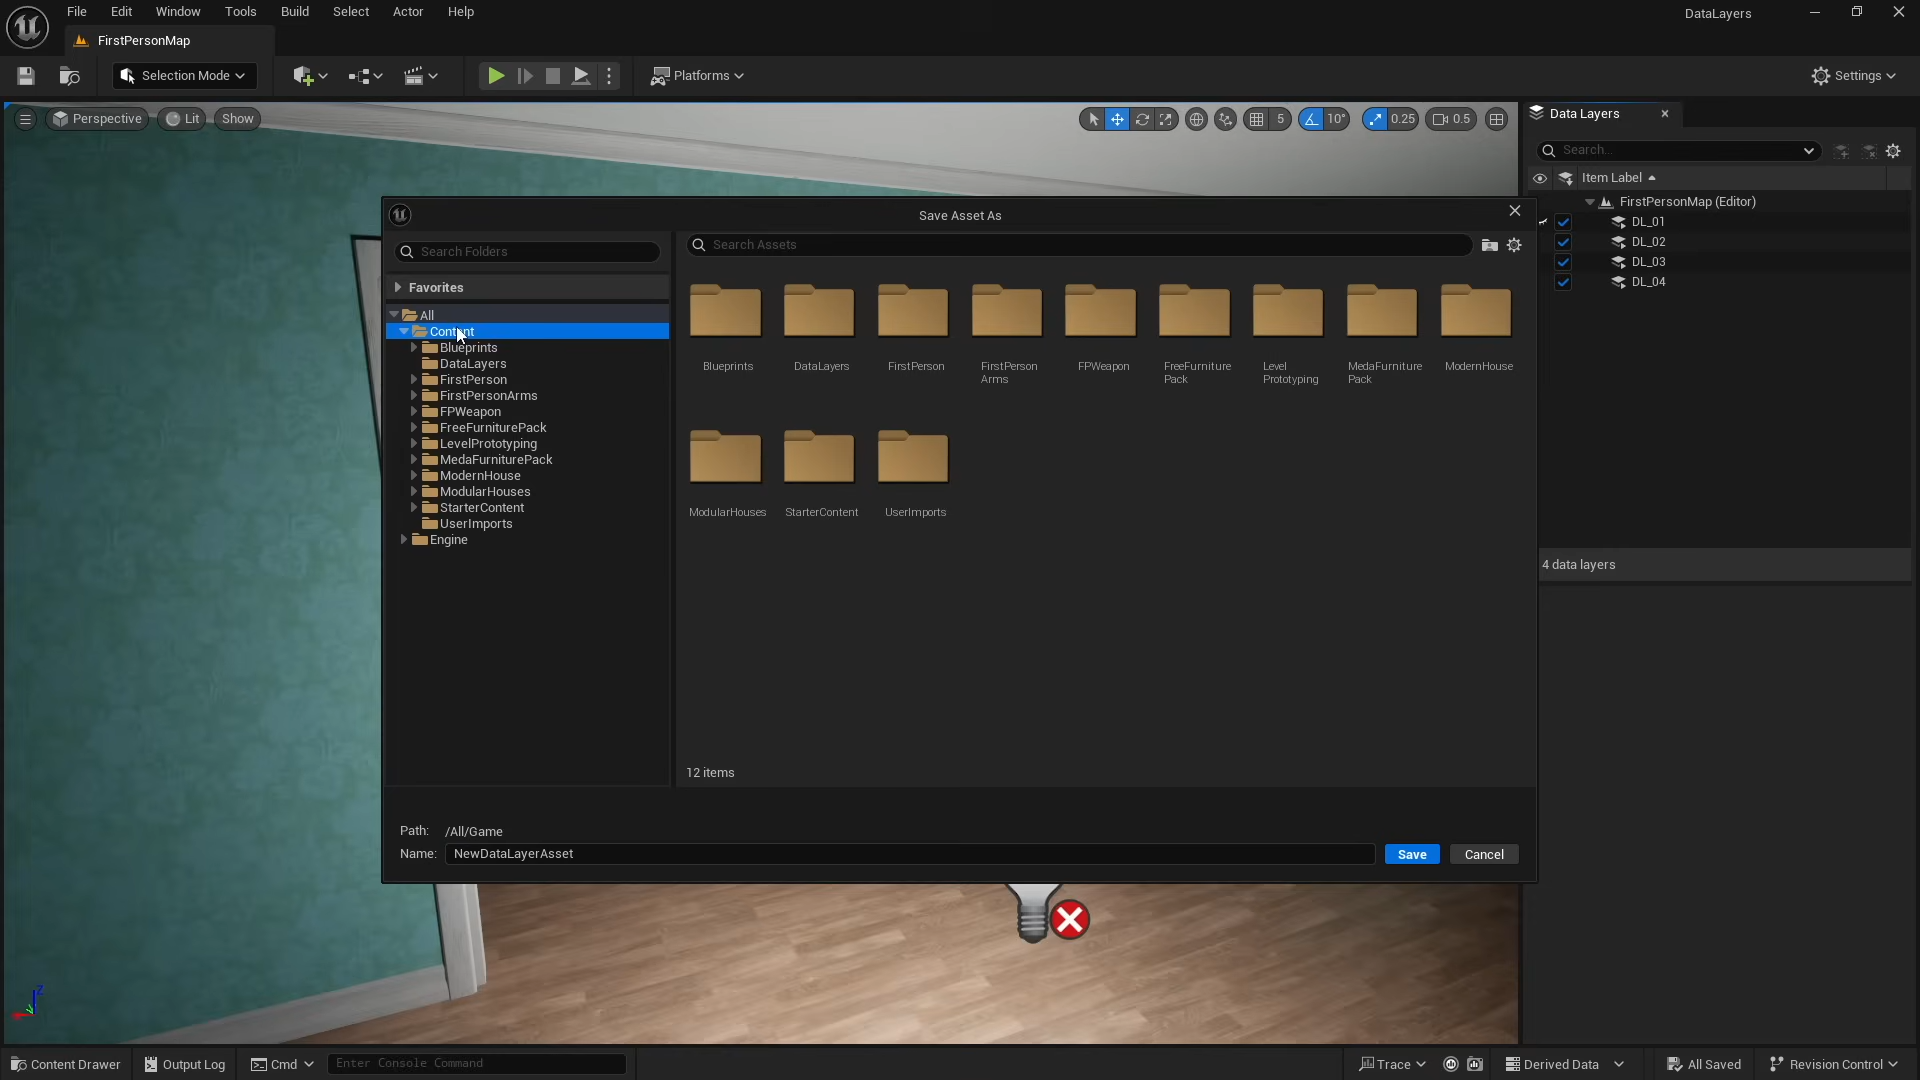 File Edit Window Tools Build Select Actor Help
DataLayers
FirstPersonMap
Selection Mode
Platforms
Settings
Perspective Lit Show
5 10° 0.25 0.5
Data Layers
Search...
Item Label
FirstPersonMap (Editor)
DL_01
DL_02
DL_03
DL_04
4 data layers
Save Asset As
Search Folders
Search Assets
Favorites
All
Content
Blueprints
DataLayers
FirstPerson
FirstPersonArms
FPWeapon
FreeFurniturePack
LevelPrototyping
MedaFurniturePack
ModernHouse
ModularHouses
StarterContent
UserImports
Engine
Blueprints DataLayers FirstPerson FirstPerson FPWeapon FreeFurniture Level MedaFurniture ModernHouse
Arms Pack Prototyping Pack
ModularHouses StarterContent UserImports
12 items
Path: /All/Game
Name: NewDataLayerAsset
Save Cancel
Z
Content Drawer Output Log Cmd Enter Console Command Trace Derived Data All Saved Revision Control